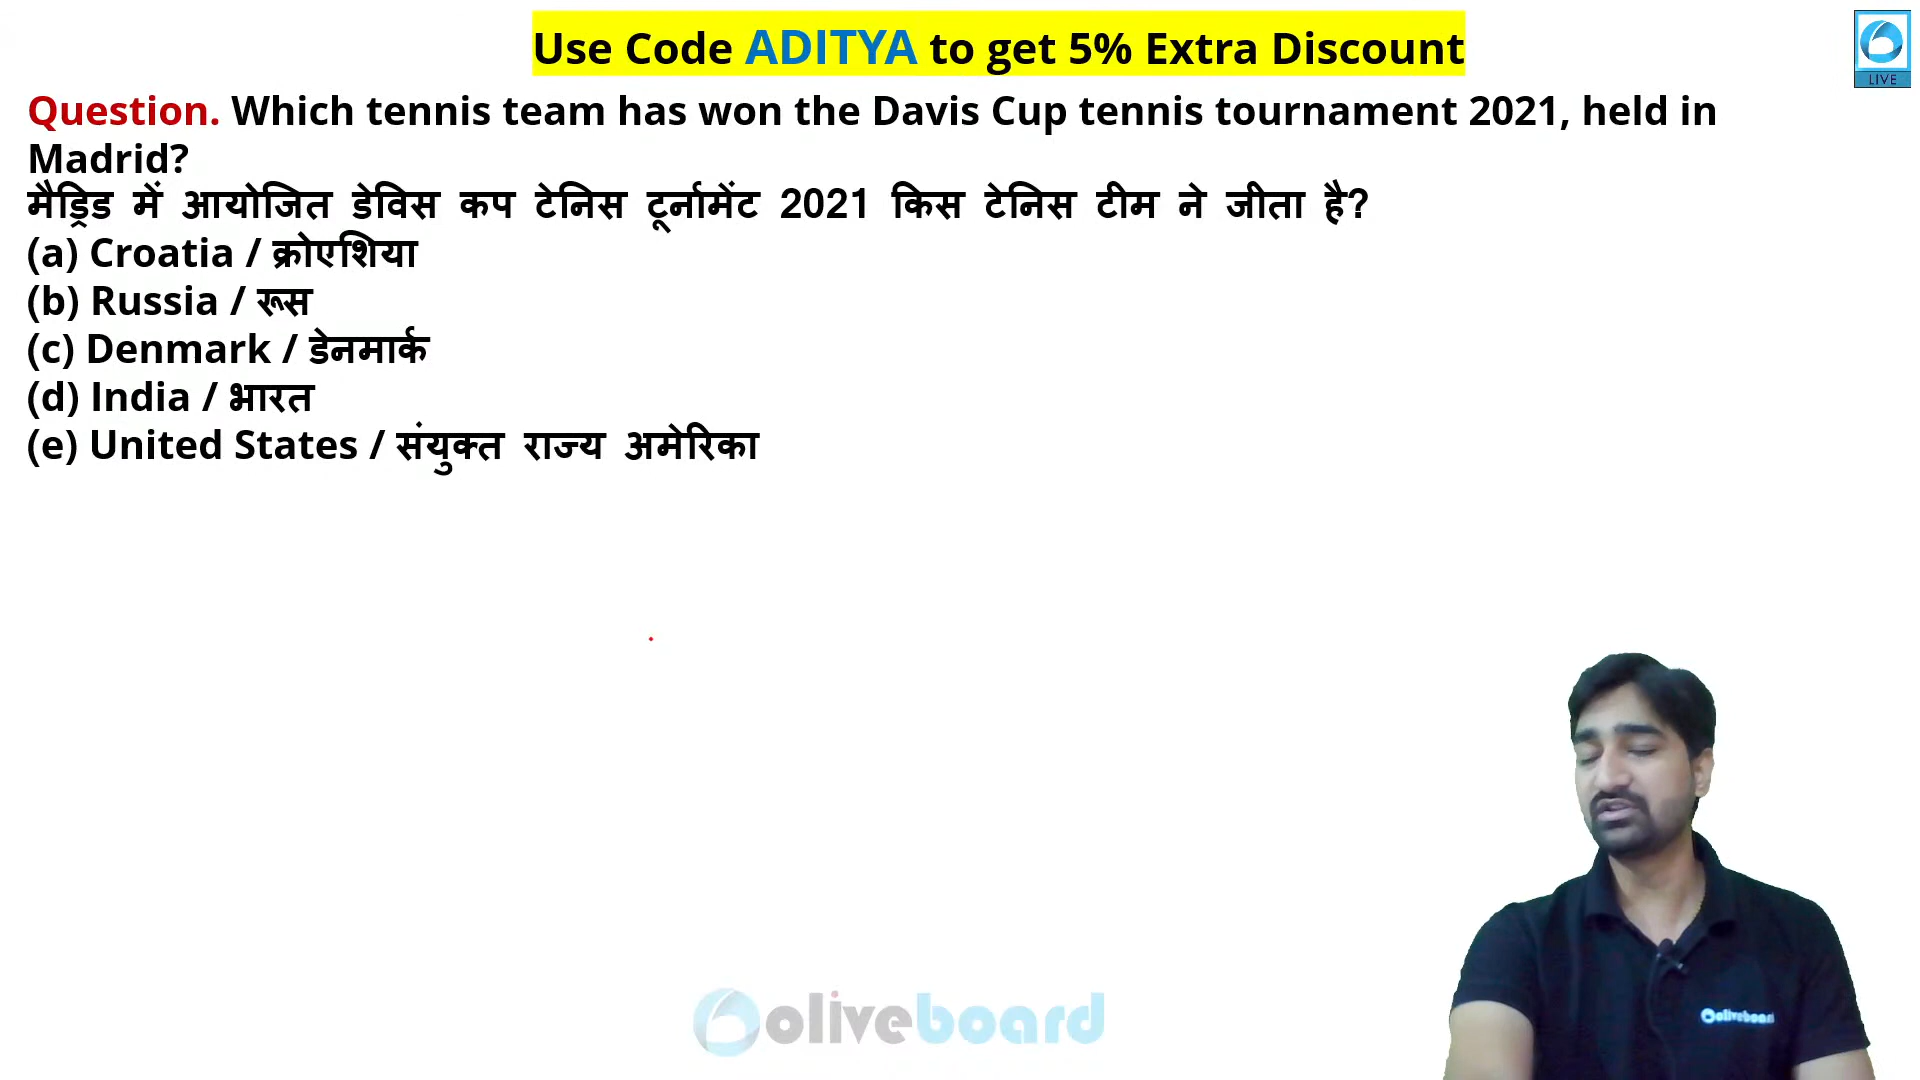 Use Code ADITYA to get 5% Extra Discount
LIVE
Question. Which tennis team has won the Davis Cup tennis tournament 2021, held in
Madrid?
मैड्रिड में आयोजित डेविस कप टेनिस टूर्नामेंट 2021 किस टेनिस टीम ने जीता है?
(a) Croatia / क्रोएशिया
(b) Russia / रूस
(c) Denmark / डेनमार्क
(d) India / भारत
(e) United States / संयुक्त राज्य अमेरिका
oliveboard
oliveboard